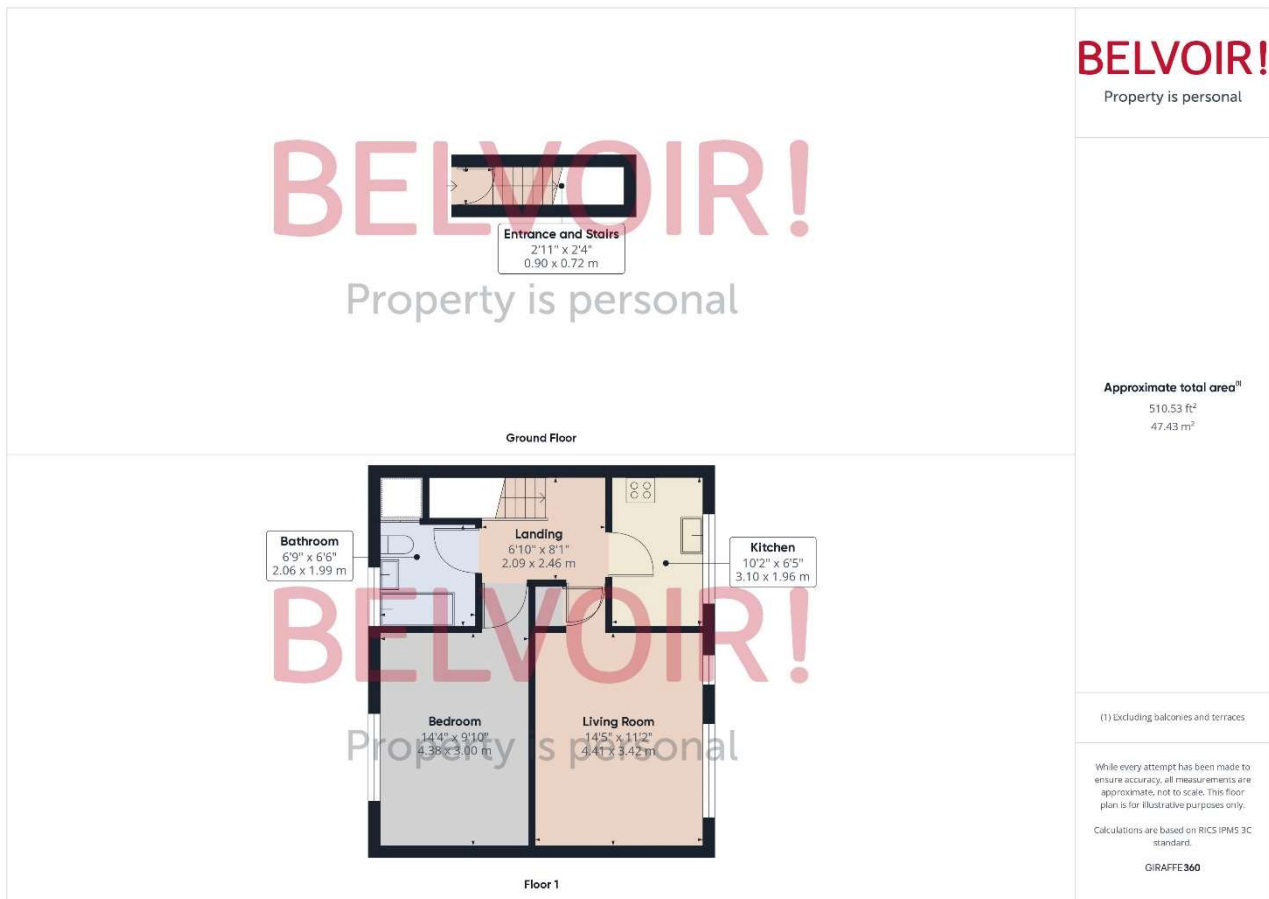 BELVOIR!
Property is personal
Entrance and Stairs
2'11" x 2'4"
0.90 x 0.72 m
Ground Floor
BELVOIR!
Property is personal
Bathroom
6'9" x 6'6"
2.06 x 1.99 m
Landing
6'10" x 8'1"
2.09 x 2.46 m
Kitchen
10'2" x 6'5"
3.10 x 1.96 m
Bedroom
14'4" x 9'10"
4.38 x 3.00 m
Living Room
14'5" x 11'2"
4.41 x 3.42 m
Floor 1
BELVOIR!
Property is personal
Approximate total area⁽¹⁾
510.53 ft²
47.43 m²
(1) Excluding balconies and terraces
While every attempt has been made to
ensure accuracy, all measurements are
approximate, not to scale. This floor
plan is for illustrative purposes only.
Calculations are based on RICS IPMS 3C
standard.
GIRAFFE360